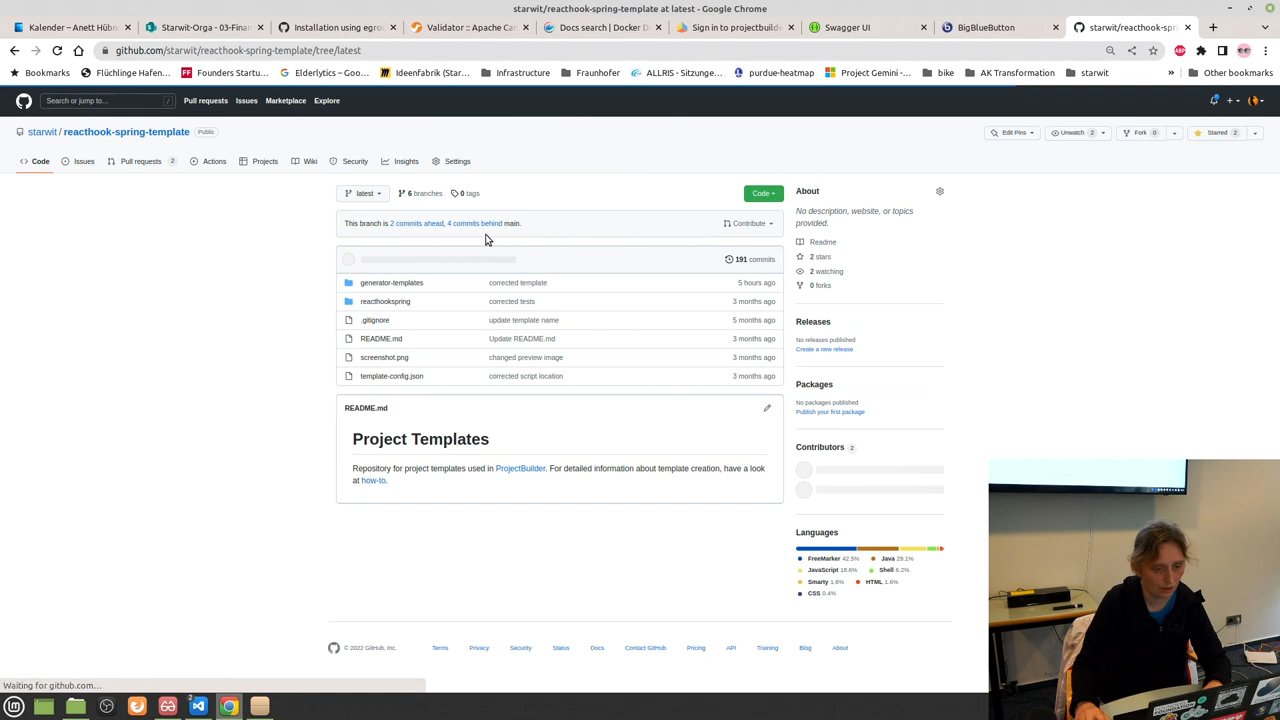 starwit/reacthook-spring-template at latest - Google Chrome
Kalender – Anett Hüb
Starwit-Orga - 03-Ang
Installation using egro
Validator - Template A
Docs search | Docker D
Sign in to projectbuilde
Swagger UI
BigBlueButton
starwit/reacthook-spr
github.com/starwit/reacthook-spring-template/tree/latest
Bookmarks
Flüchlinge Hafen...
Founders Startu...
Elderlytics – Goo...
Ideenfabrik (Star...
Infrastructure
Fraunhofer
ALLRIS - Sitzunge...
purdue-heatmap
Project Gemini -...
bike
AK Transformation
starwit
»
Other bookmarks
Search or jump to... /
Pull requests
Issues
Marketplace
Explore
starwit / reacthook-spring-template Public
Edit Pins
Unwatch 2
Fork 0
Starred 2
Code
Issues
Pull requests 2
Actions
Projects
Wiki
Security
Insights
Settings
latest
6 branches
0 tags
Code
This branch is 2 commits ahead, 4 commits behind main.
Contribute
191 commits
generator-templates corrected template 5 hours ago
reacthookspring corrected tests 3 months ago
.gitignore update template name 5 months ago
README.md Update README.md 3 months ago
screenshot.png changed preview image 3 months ago
template-config.json corrected script location 3 months ago
README.md
Project Templates
Repository for project templates used in ProjectBuilder. For detailed information about template creation, have a look
at how-to.
About
No description, website, or topics
provided.
Readme
2 stars
2 watching
0 forks
Releases
No releases published
Create a new release
Packages
No packages published
Publish your first package
Contributors 2
Languages
FreeMarker 42.5% Java 29.1%
JavaScript 18.6% Shell 6.2%
Smarty 1.6% HTML 1.6%
CSS 0.4%
© 2022 GitHub, Inc.
Terms
Privacy
Security
Status
Docs
Contact GitHub
Pricing
API
Training
Blog
About
Waiting for github.com...
2